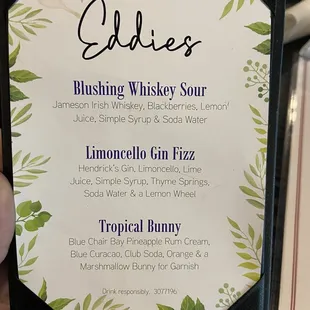 Eddies
Blushing Whiskey Sour
Jameson Irish Whiskey, Blackberries, Lemon
Juice, Simple Syrup & Soda Water
Limoncello Gin Fizz
Hendrick's Gin, Limoncello, Lime
Juice, Simple Syrup, Thyme Springs,
Soda Water & a Lemon Wheel
Tropical Bunny
Blue Chair Bay Pineapple Rum Cream,
Blue Curacao, Club Soda, Orange & a
Marshmallow Bunny for Garnish
Drink responsibly. 3077196